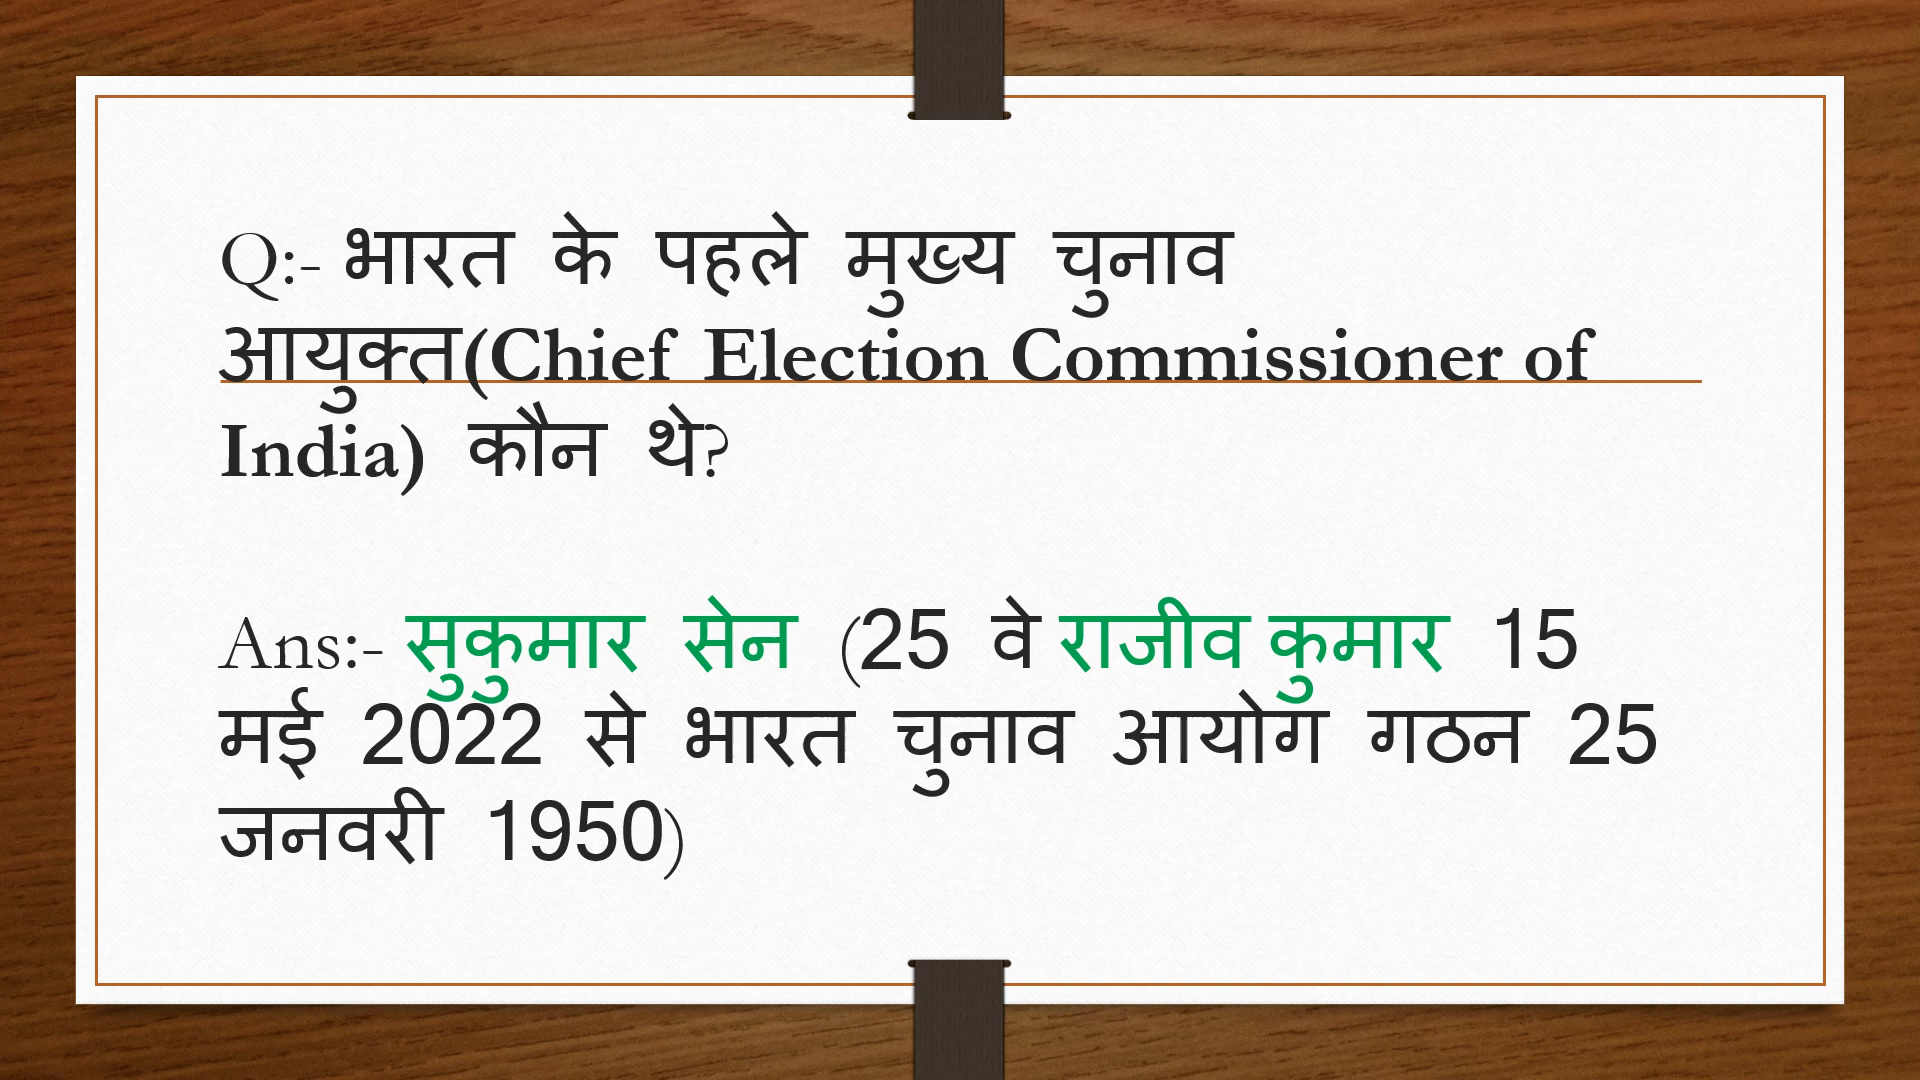 Q:- भारत के पहले मुख्य चुनाव
आयुक्त(Chief Election Commissioner of
India) कौन थे?
Ans:- सुकुमार सेन (25 वे राजीव कुमार 15
मई 2022 से भारत चुनाव आयोग गठन 25
जनवरी 1950)